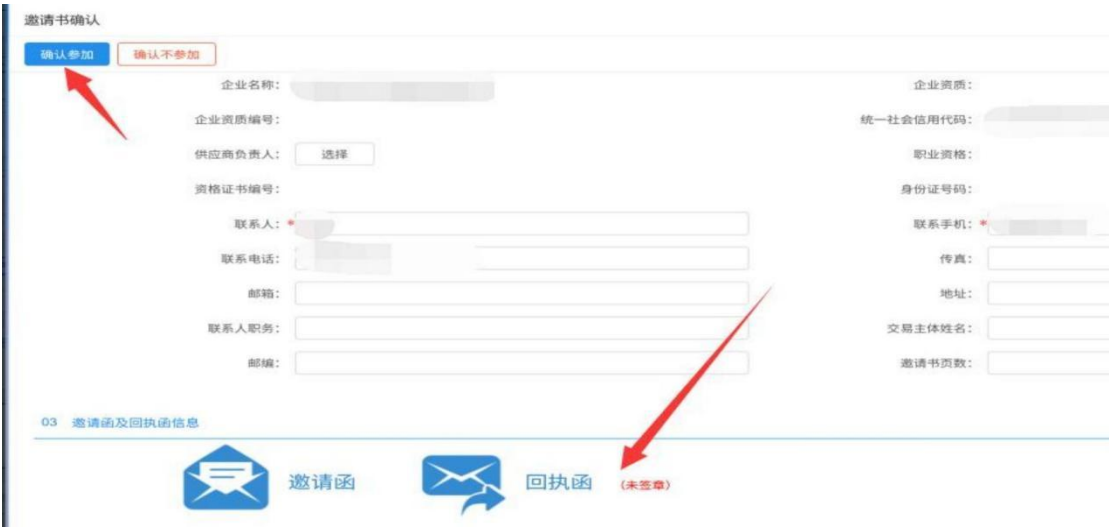 邀请书确认
确认参加 确认不参加
企业名称: 企业资质:
企业资质编号: 统一社会信用代码:
供应商负责人: 选择 职业资格:
资格证书编号: 身份证号码:
联系人: * 联系手机: *
联系电话: 传真:
邮箱: 地址:
联系人职务: 交易主体姓名:
邮编: 邀请书页数:
03 邀请函及回执函信息
邀请函 回执函 (未签章)